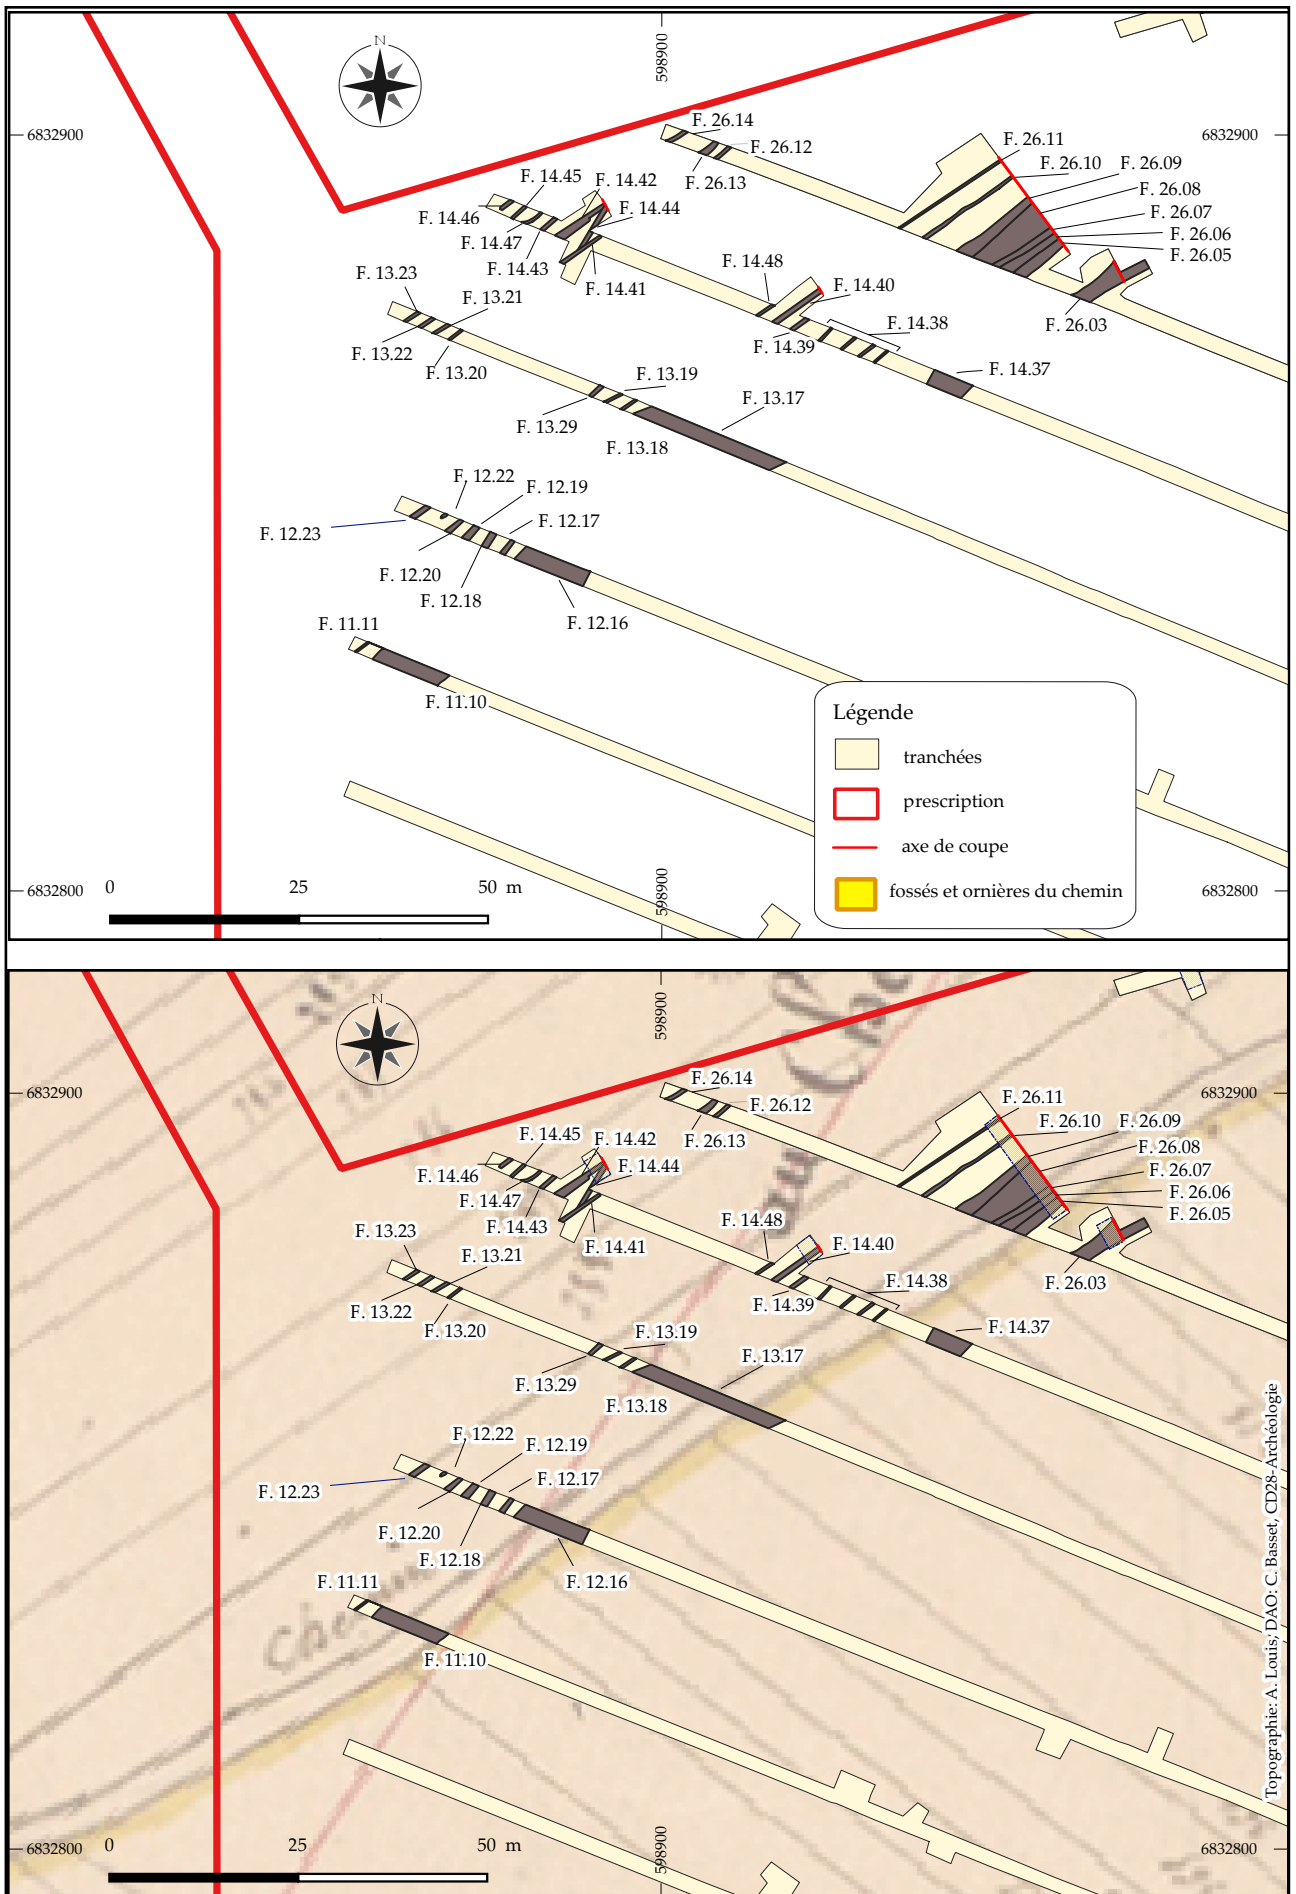 N
598900
6832900
6832900
F. 26.14
F. 26.12
F. 26.13
F. 26.11
F. 26.10
F. 26.09
F. 26.08
F. 26.07
F. 26.06
F. 26.05
F. 26.03
F. 14.45
F. 14.42
F. 14.46
F. 14.44
F. 14.47
F. 14.43
F. 14.41
F. 14.48
F. 14.40
F. 14.39
F. 14.38
F. 14.37
F. 13.23
F. 13.21
F. 13.22
F. 13.20
F. 13.19
F. 13.17
F. 13.29
F. 13.18
F. 12.22
F. 12.19
F. 12.23
F. 12.17
F. 12.20
F. 12.18
F. 12.16
F. 11.11
F. 11.10
Légende
tranchées
prescription
axe de coupe
fossés et ornières du chemin
6832800
0 25 50 m
598900
6832800
N
598900
6832900
6832900
au
F. 26.14
F. 26.12
F. 26.13
F. 26.11
F. 26.10
F. 26.09
F. 26.08
F. 26.07
F. 26.06
F. 26.05
F. 26.03
F. 14.45
F. 14.42
F. 14.46
F. 14.44
F. 14.47
F. 14.43
F. 14.41
F. 14.48
F. 14.40
F. 14.39
F. 14.38
F. 14.37
F. 13.23
F. 13.21
F. 13.22
F. 13.20
F. 13.19
F. 13.17
F. 13.29
F. 13.18
F. 12.22
F. 12.19
F. 12.23
F. 12.17
F. 12.20
F. 12.18
F. 12.16
F. 11.11
F. 11.10
6832800
0 25 50 m
598900
6832800
Topographie: A. Louis; DAO: C. Basset, CD28-Archéologie